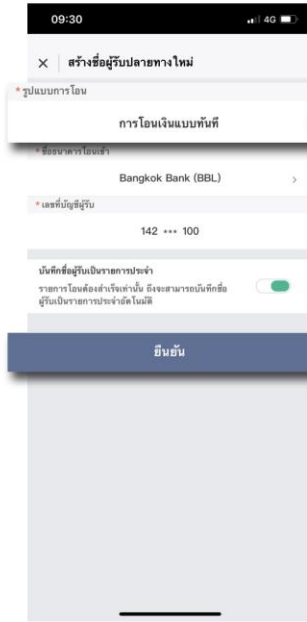 09:30
4G
× สร้างชื่อผู้รับปลายทางใหม่
* รูปแบบการโอน
การโอนเงินแบบทันที
* ชื่อธนาคารโอนเข้า
Bangkok Bank (BBL) >
* เลขที่บัญชีผู้รับ
142 ••• 100
บันทึกชื่อผู้รับเป็นรายการประจำ
รายการโอนต้องสำเร็จเท่านั้น ถึงจะสามารถบันทึกชื่อ
ผู้รับเป็นรายการประจำอัตโนมัติ
ยืนยัน